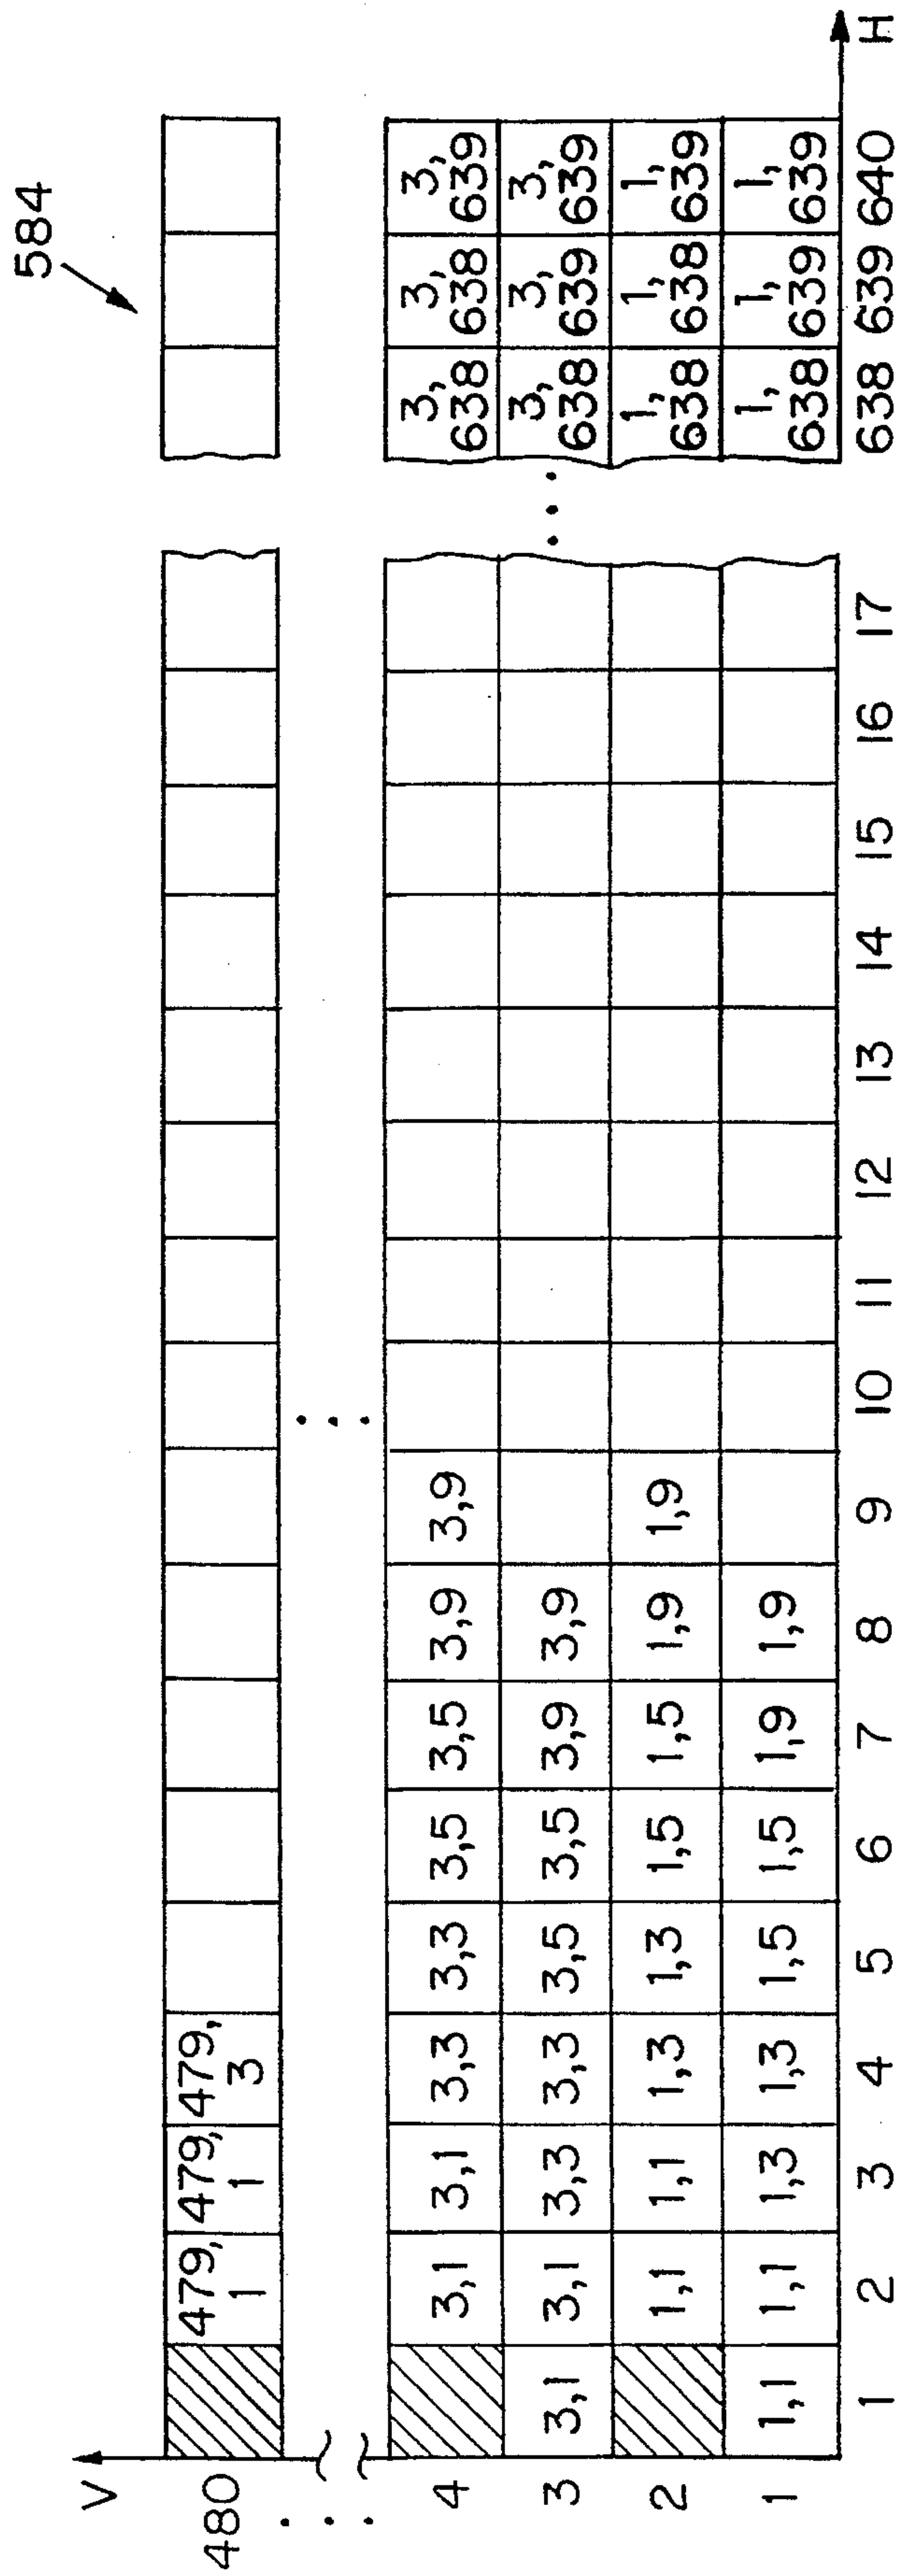 584
V
479, 479, 479,
480 1 1 3
3, 3, 3,
4 3,1 3,1 3,3 3,3 3,5 3,5 3,9 3,9 638 638 639
3, 3, 3,
3 3,1 3,1 3,3 3,3 3,5 3,5 3,9 3,9 638 639 639
1, 1, 1,
2 1,1 1,1 1,3 1,3 1,5 1,5 1,9 1,9 638 638 639
1, 1, 1,
1 1,1 1,1 1,3 1,3 1,5 1,5 1,9 1,9 638 639 639
1 2 3 4 5 6 7 8 9 10 11 12 13 14 15 16 17 638 639 640 H